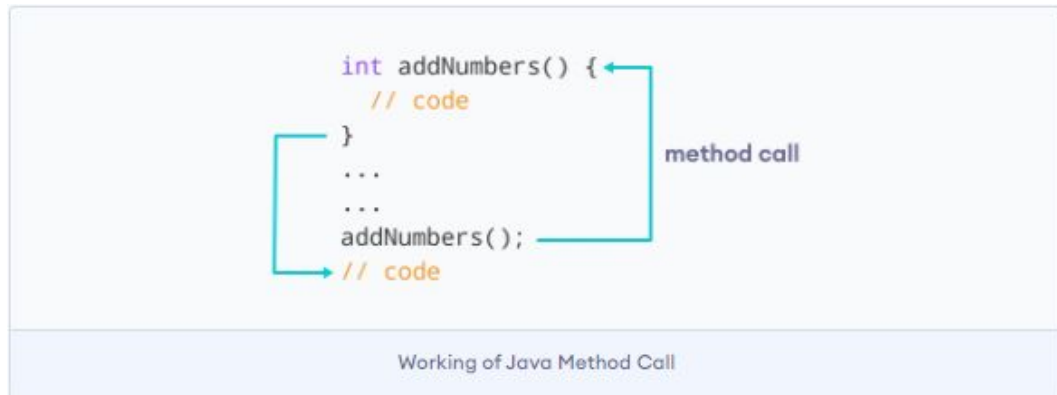 int addNumbers() {
// code
}
method call
...
...
addNumbers();
// code
Working of Java Method Call